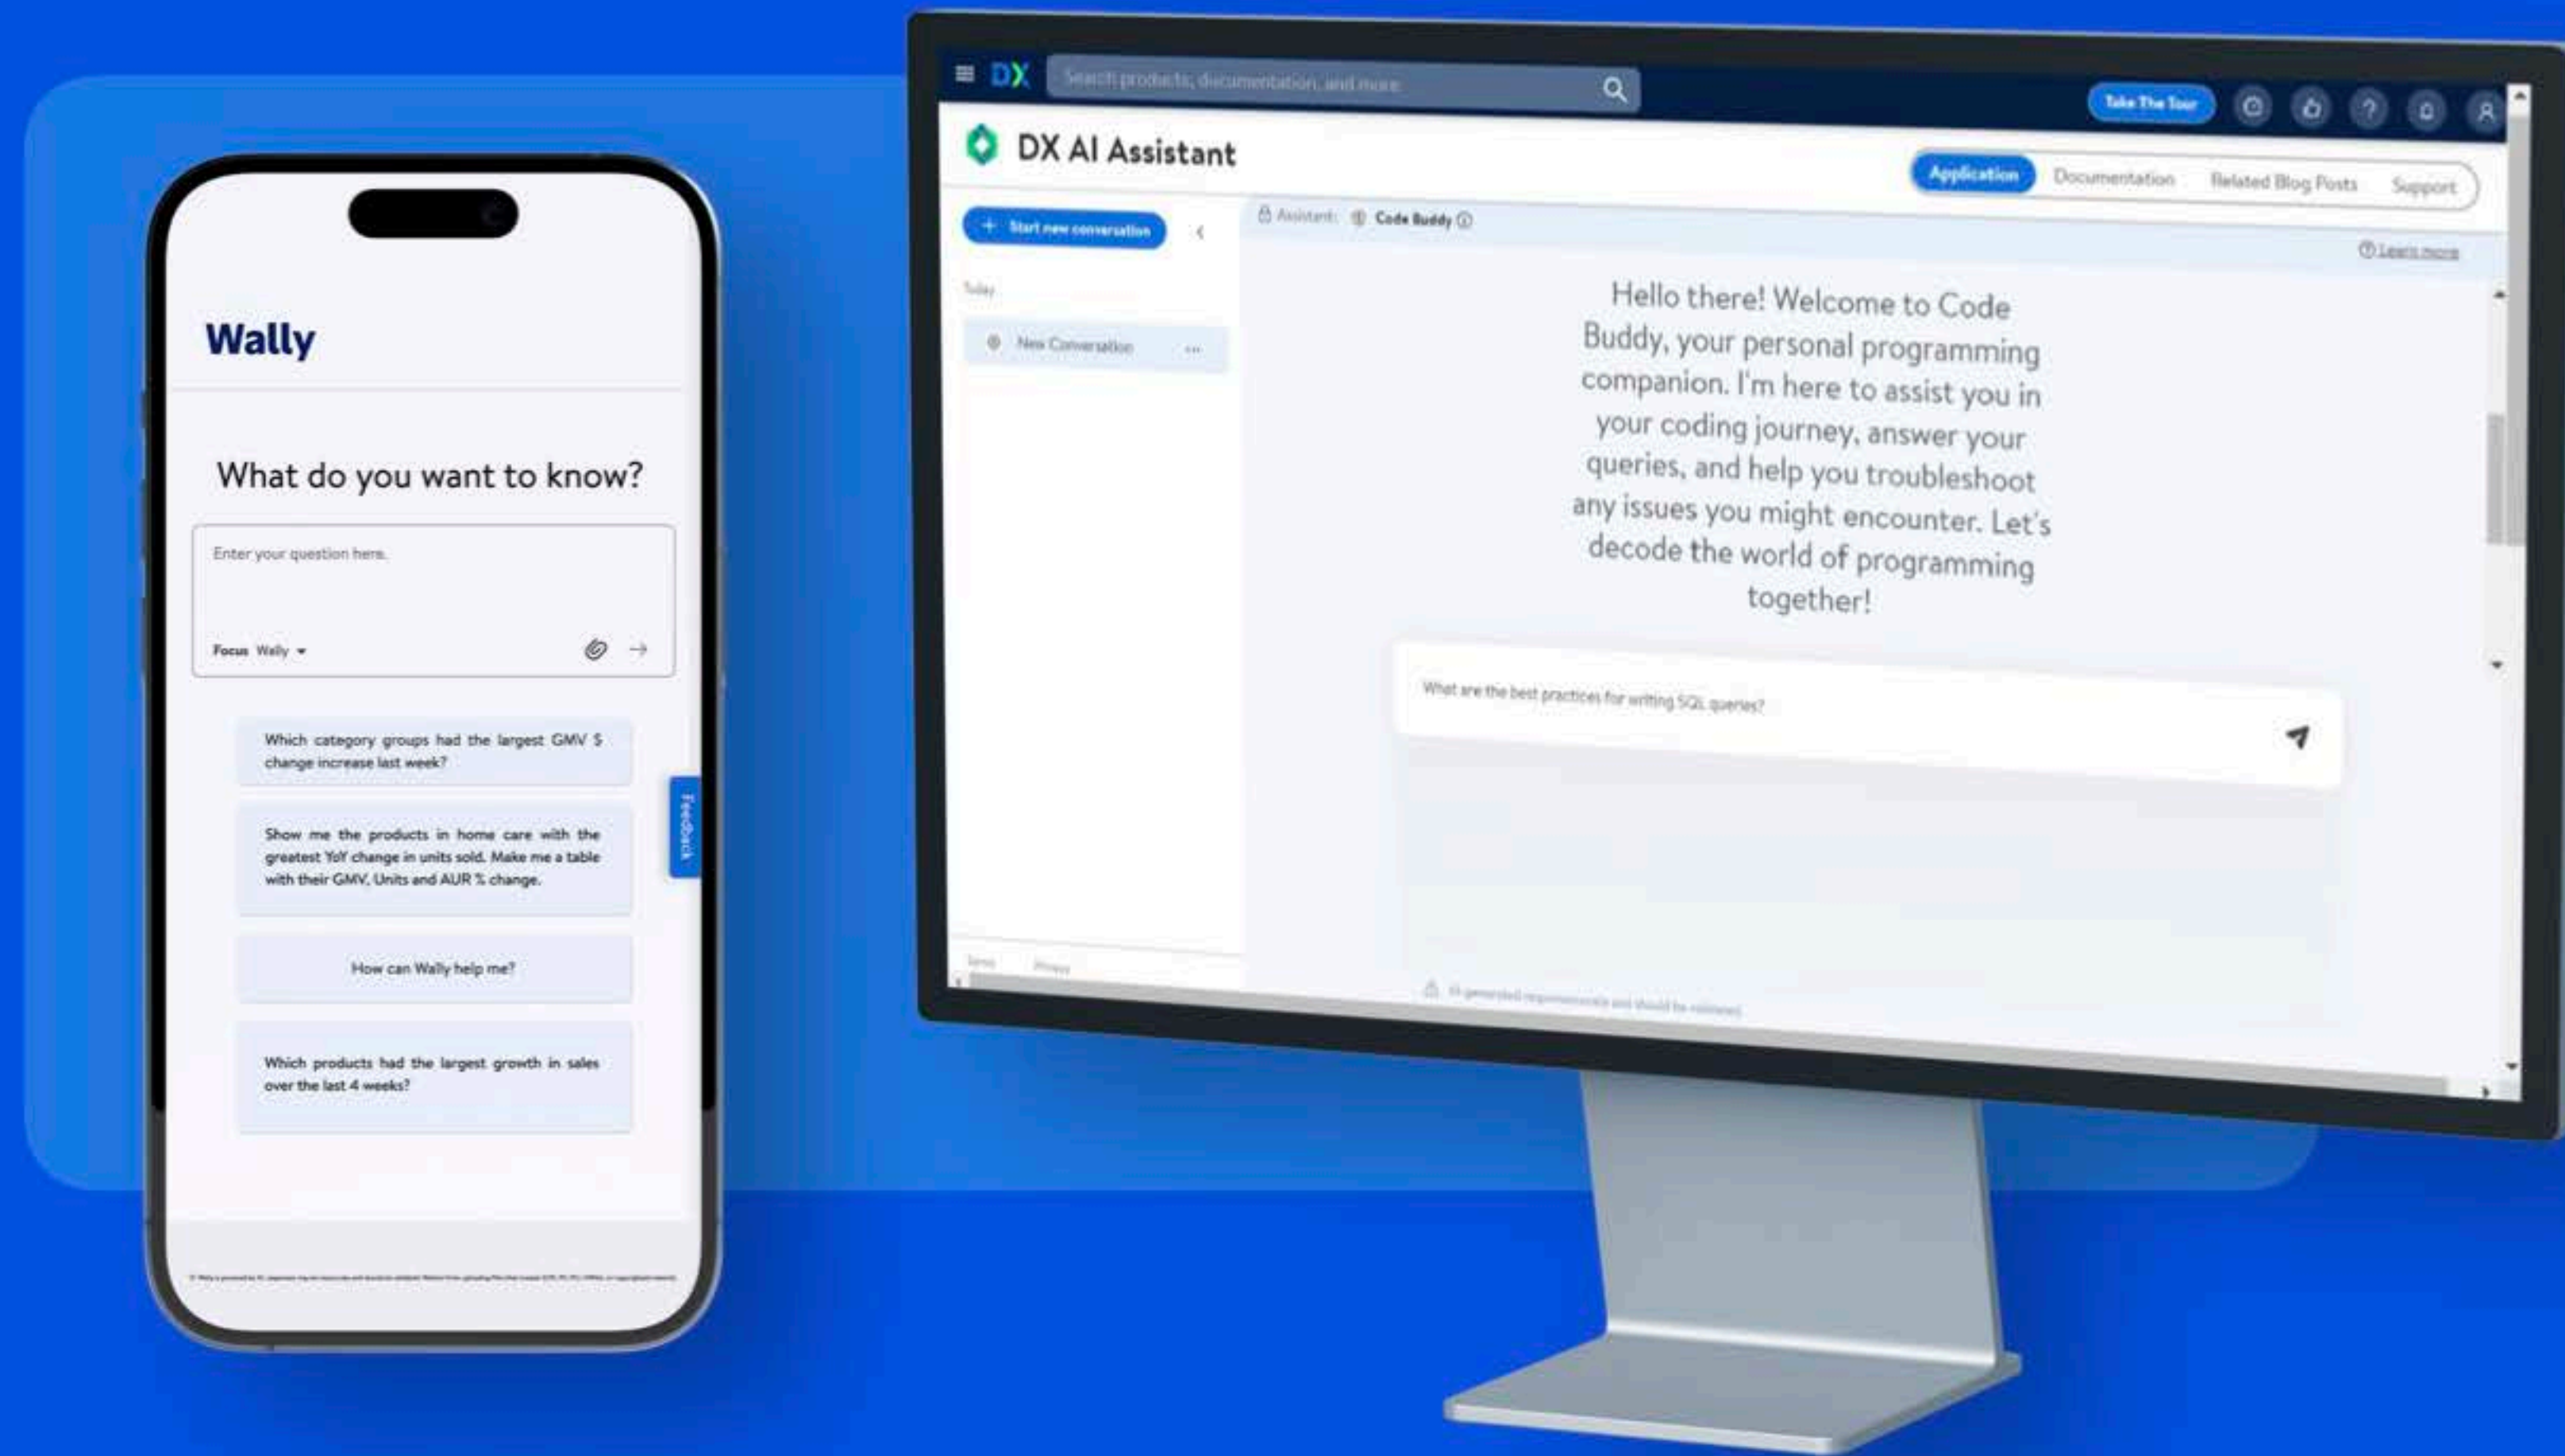 Wally
What do you want to know?
Enter your question here.
Focus Wally
Which category groups had the largest GMV $
change increase last week?
Show me the products in home care with the
greatest YoY change in units sold. Make me a table
with their GMV, Units and AUR % change.
How can Wally help me?
Which products had the largest growth in sales
over the last 4 weeks?
Feedback
DX
Search products, documentation, and more
Take The Tour
DX AI Assistant
Application Documentation Related Blog Posts Support
+ Start new conversation
Assistant: Code Buddy
Learn more
Today
New Conversation ...
Hello there! Welcome to Code
Buddy, your personal programming
companion. I'm here to assist you in
your coding journey, answer your
queries, and help you troubleshoot
any issues you might encounter. Let's
decode the world of programming
together!
What are the best practices for writing SQL queries?
Terms Privacy
AI generated should be